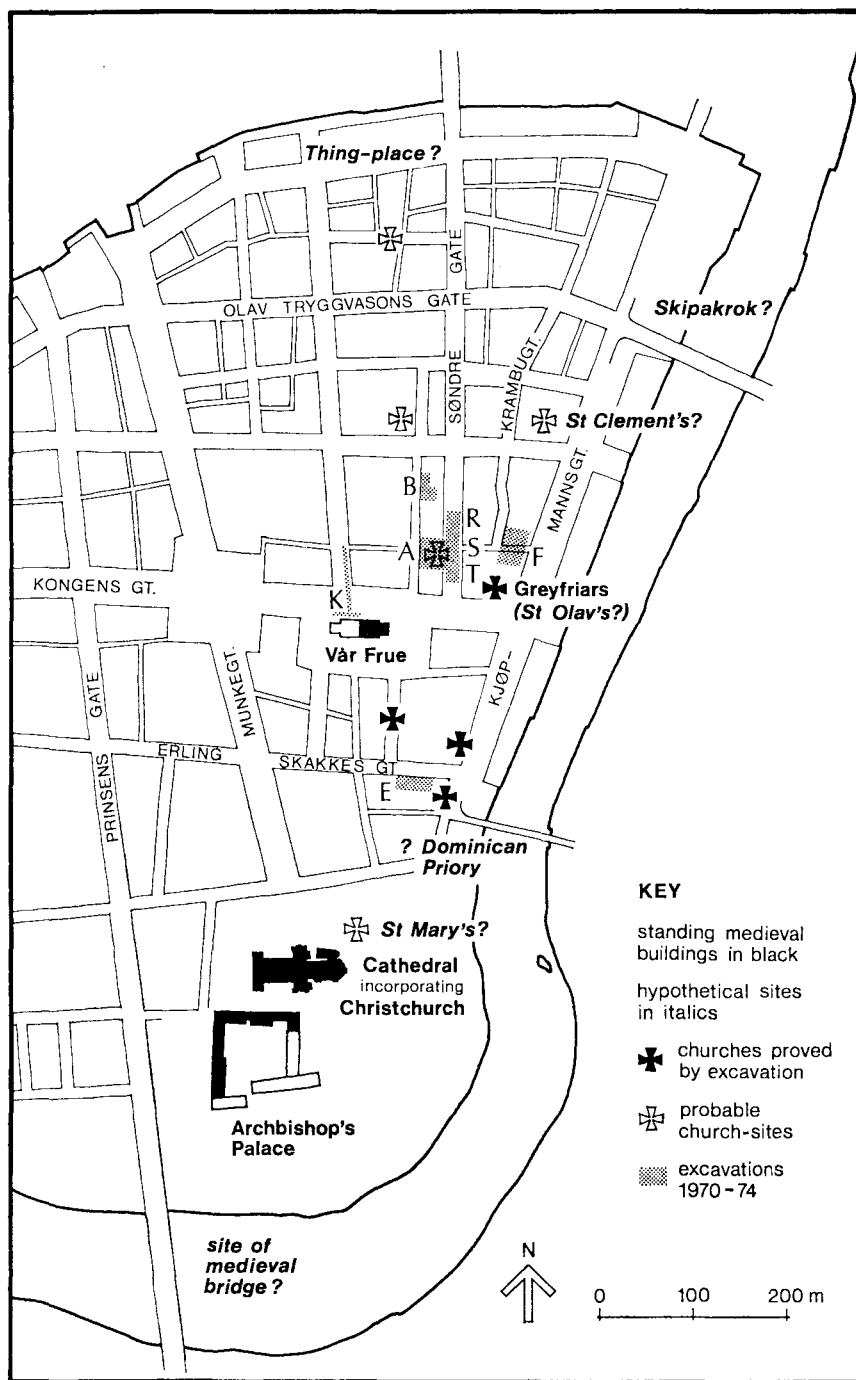 Thing-place ?
OLAV TRYGGVASONS GATE
SØNDRE GATE
KRAMBUGT.
Skipakrok ?
St Clement's?
MANNSGT.
B
R
A
S
T
F
KONGENS GT.
K
Greyfriars
(St Olav's?)
Vår Frue
KJØP-
PRINSENS GATE
MUNKEGT.
ERLING SKAKKES GT
E
? Dominican
Priory
St Mary's?
Cathedral
incorporating
Christchurch
Archbishop's
Palace
site of
medieval
bridge ?
KEY
standing medieval
buildings in black
hypothetical sites
in italics
churches proved
by excavation
probable
church-sites
excavations
1970-74
N
0 100 200 m